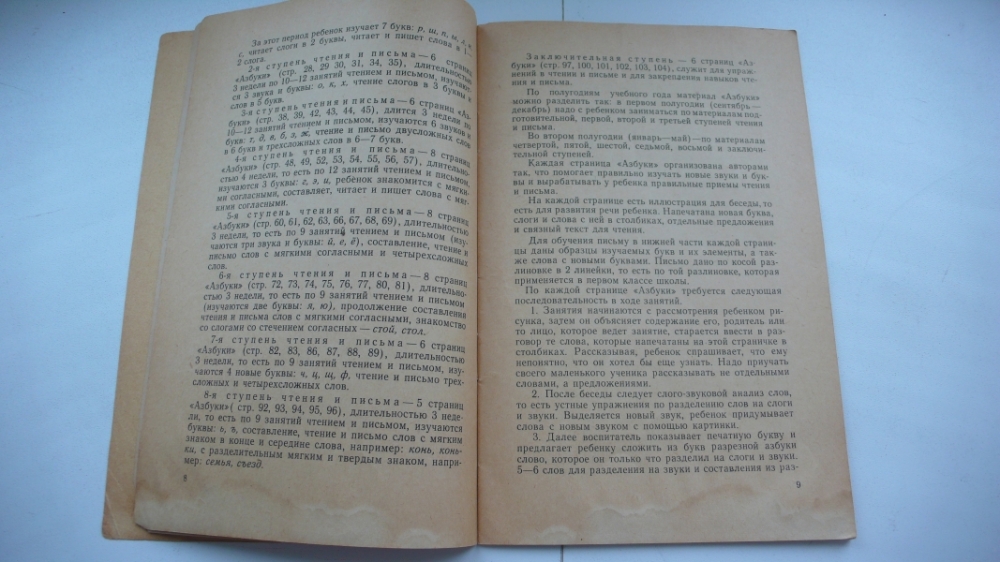 За этот период ребенок изучает 7 букв: р, ш, п, м,
с, читает слоги в 2 буквы, читает и пишет слова в 1—
2 слога.
2-я ступень чтения и письма — 6 страниц
«Азбуки» (стр. 28, 29 30, 31, 34, 35), длительностью
3 недели по 10—12 занятий чтением и письмом, изучают-
ся 3 звука и буквы: о, к, х, чтение слогов в 3 буквы и
слов в 5 букв.
3-я ступень чтения и письма — 6 страниц «Аз-
буки» (стр. 38, 39, 42, 43, 44, 45), длится 3 недели по
10—12 занятий чтением и письмом, изучаются 6 звуков и
букв: т, д, в, б, з, ж, чтение и письмо двусложных слов
в 6 букв и трехсложных слов в 6—7 букв.
4-я ступень чтения и письма — 8 страниц
«Азбуки» (стр. 48, 49, 52, 53, 54, 55, 56, 57), длительно-
стью 4 недели, то есть по 12 занятий чтением и письмом,
изучаются 3 буквы: г, э, и, ребенок знакомится с мягки-
ми согласными, составляет, читает и пишет слова с мяг-
кими согласными.
5-я ступень чтения и письма — 8 страниц
«Азбуки» (стр. 60, 61, 62, 63, 66, 67, 68, 69), длительностью
3 недели, то есть по 9 занятий чтением и письмом (изу-
чаются три звука и буквы: й, е, ё), составление, чтение и
письмо слов с мягкими согласными и четырехсложных
слов.
6-я ступень чтения и письма — 8 страниц
«Азбуки» (стр. 72, 73, 74, 75, 76, 77, 80, 81), длительно-
стью 3 недели, то есть по 9 занятий чтением и письмом
(изучаются две буквы: я, ю), продолжение составления
чтения и письма слов с мягкими согласными, знакомство
со слогами со стечением согласных — стой, стол.
7-я ступень чтения и письма — 6 страниц
«Азбуки» (стр. 82, 83, 86, 87, 88, 89), длительностью
3 недели, то есть по 9 занятий чтением и письмом, изу-
чаются 4 новые буквы: ч, ц, щ, ф, чтение и письмо трех-
сложных и четырехсложных слов.
8-я ступень чтения и письма — 5 страниц
«Азбуки»( стр. 92, 93, 94, 95, 96), длительностью 3 неде-
ли, то есть по 9 занятий чтением и письмом, изучаются
буквы: ь, ъ, составление, чтение и письмо слов с мягким
знаком в конце и середине слова, например: конь, конь-
ки, с разделительным мягким и твердым знаком, напри-
мер: семья, съезд.
8
Заключительная ступень — 6 страниц «Аз-
буки» (стр. 97, 100, 101, 102, 103, 104), служит для упраж-
нений в чтении и письме и для закрепления навыков чте-
ния и письма.
По полугодиям учебного года материал «Азбуки»
можно разделить так: в первом полугодии (сентябрь—
декабрь) надо с ребенком заниматься по материалам под-
готовительной, первой, второй и третьей ступеней чтения
и письма.
Во втором полугодии (январь—май)—по материалам
четвертой, пятой, шестой, седьмой, восьмой и заключи-
тельной ступеней.
Каждая страница «Азбуки» организована авторами
так, что помогает правильно изучать новые звуки и бук-
вы я вырабатывать у ребенка правильные приемы чтения
и письма.
На каждой странице есть иллюстрация для беседы, то
есть для развития речи ребенка. Напечатана новая буква,
слоги и слова с ней в столбиках, отдельные предложения
и связный текст для чтения.
Для обучения письму в нижней части каждой страни-
цы даны образцы изучаемых букв и их элементы, а так-
же слова с новыми буквами. Письмо дано по косой раз-
линовке в 2 линейки, то есть по той разлиновке, которая
применяется в первом классе школы.
По каждой странице «Азбуки» требуется следующая
последовательность в ходе занятий.
1. Занятия начинаются с рассмотрения ребенком ри-
сунка, затем он объясняет содержание его, родитель или
то лицо, которое ведет занятие, старается ввести в раз-
говор те слова, которые напечатаны на этой страничке в
столбиках. Рассказывая, ребенок спрашивает, что ему
непонятно, что он хотел бы еще узнать. Надо приучать
своего маленького ученика рассказывать не отдельными
словами, а предложениями.
2. После беседы следует слого-звуковой анализ слов,
то есть устные упражнения по разделению слов на слоги
и звуки. Выделяется новый звук, ребенок придумывает
слова с новым звуком с помощью картинки.
3. Далее воспитатель показывает печатную букву и
предлагает ребенку сложить из букв разрезной азбуки
слово, которое он только что разделил на слоги и звуки.
5—6 слов для разделения на звуки и составления из раз-
9